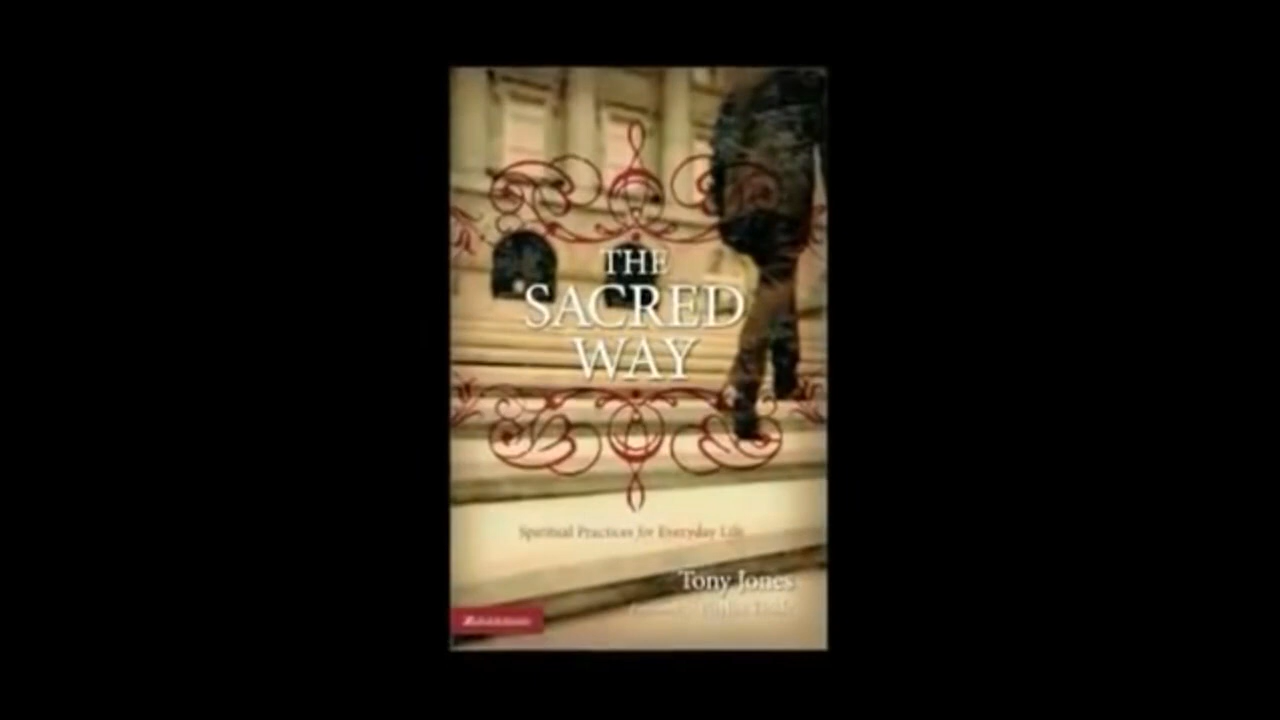 THE
SACRED
WAY
Spiritual Practices for Everyday Life
Tony Jones